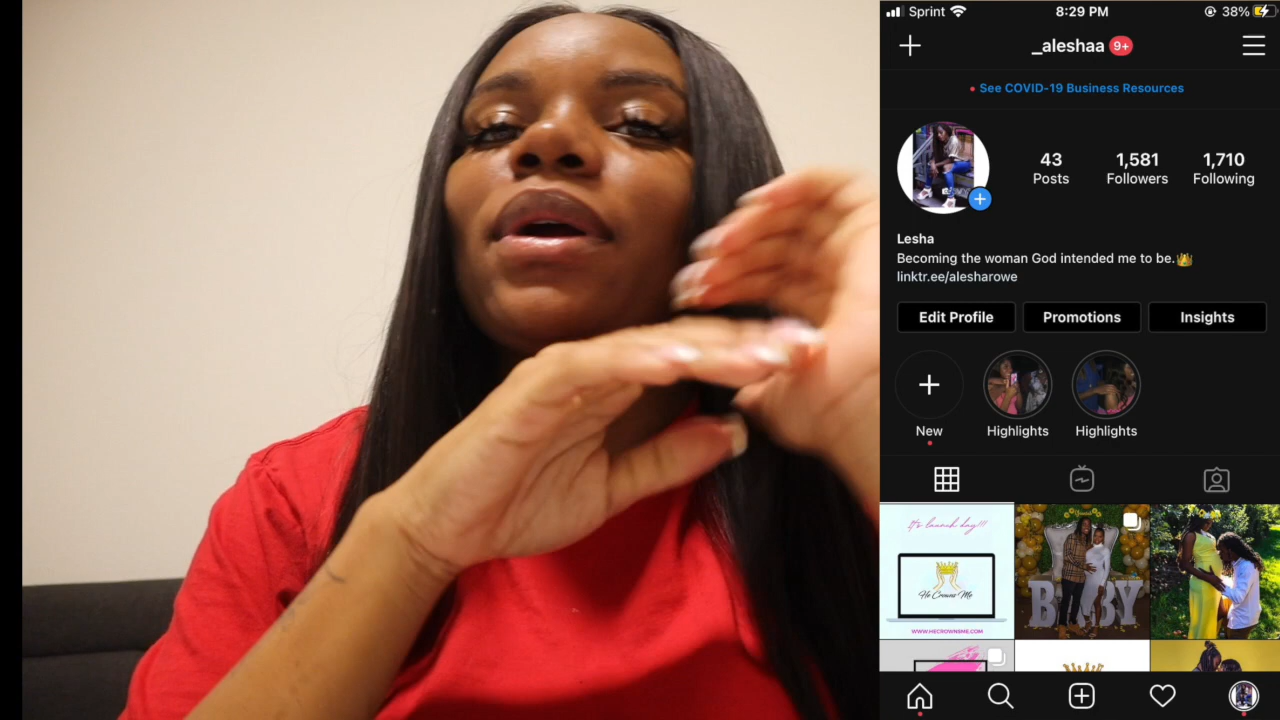 Sprint 8:29 PM 38%
_aleshaa 9+
See COVID-19 Business Resources
43 1,581 1,710
Posts Followers Following
Lesha
Becoming the woman God intended me to be.👑
linktr.ee/alesharowe
Edit Profile Promotions Insights
New Highlights Highlights
It's launch day!!!
He Crowns Me
WWW.HECROWNSME.COM
BABY